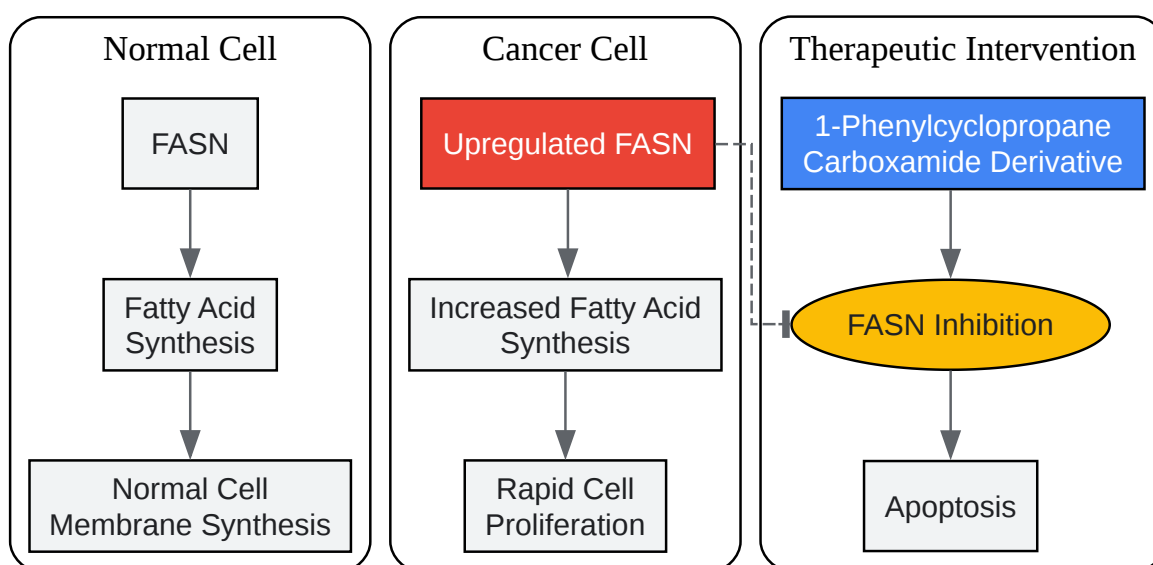 Normal Cell
FASN
Fatty Acid
Synthesis
Normal Cell
Membrane Synthesis
Cancer Cell
Upregulated FASN
Increased Fatty Acid
Synthesis
Rapid Cell
Proliferation
Therapeutic Intervention
1-Phenylcyclopropane
Carboxamide Derivative
FASN Inhibition
Apoptosis